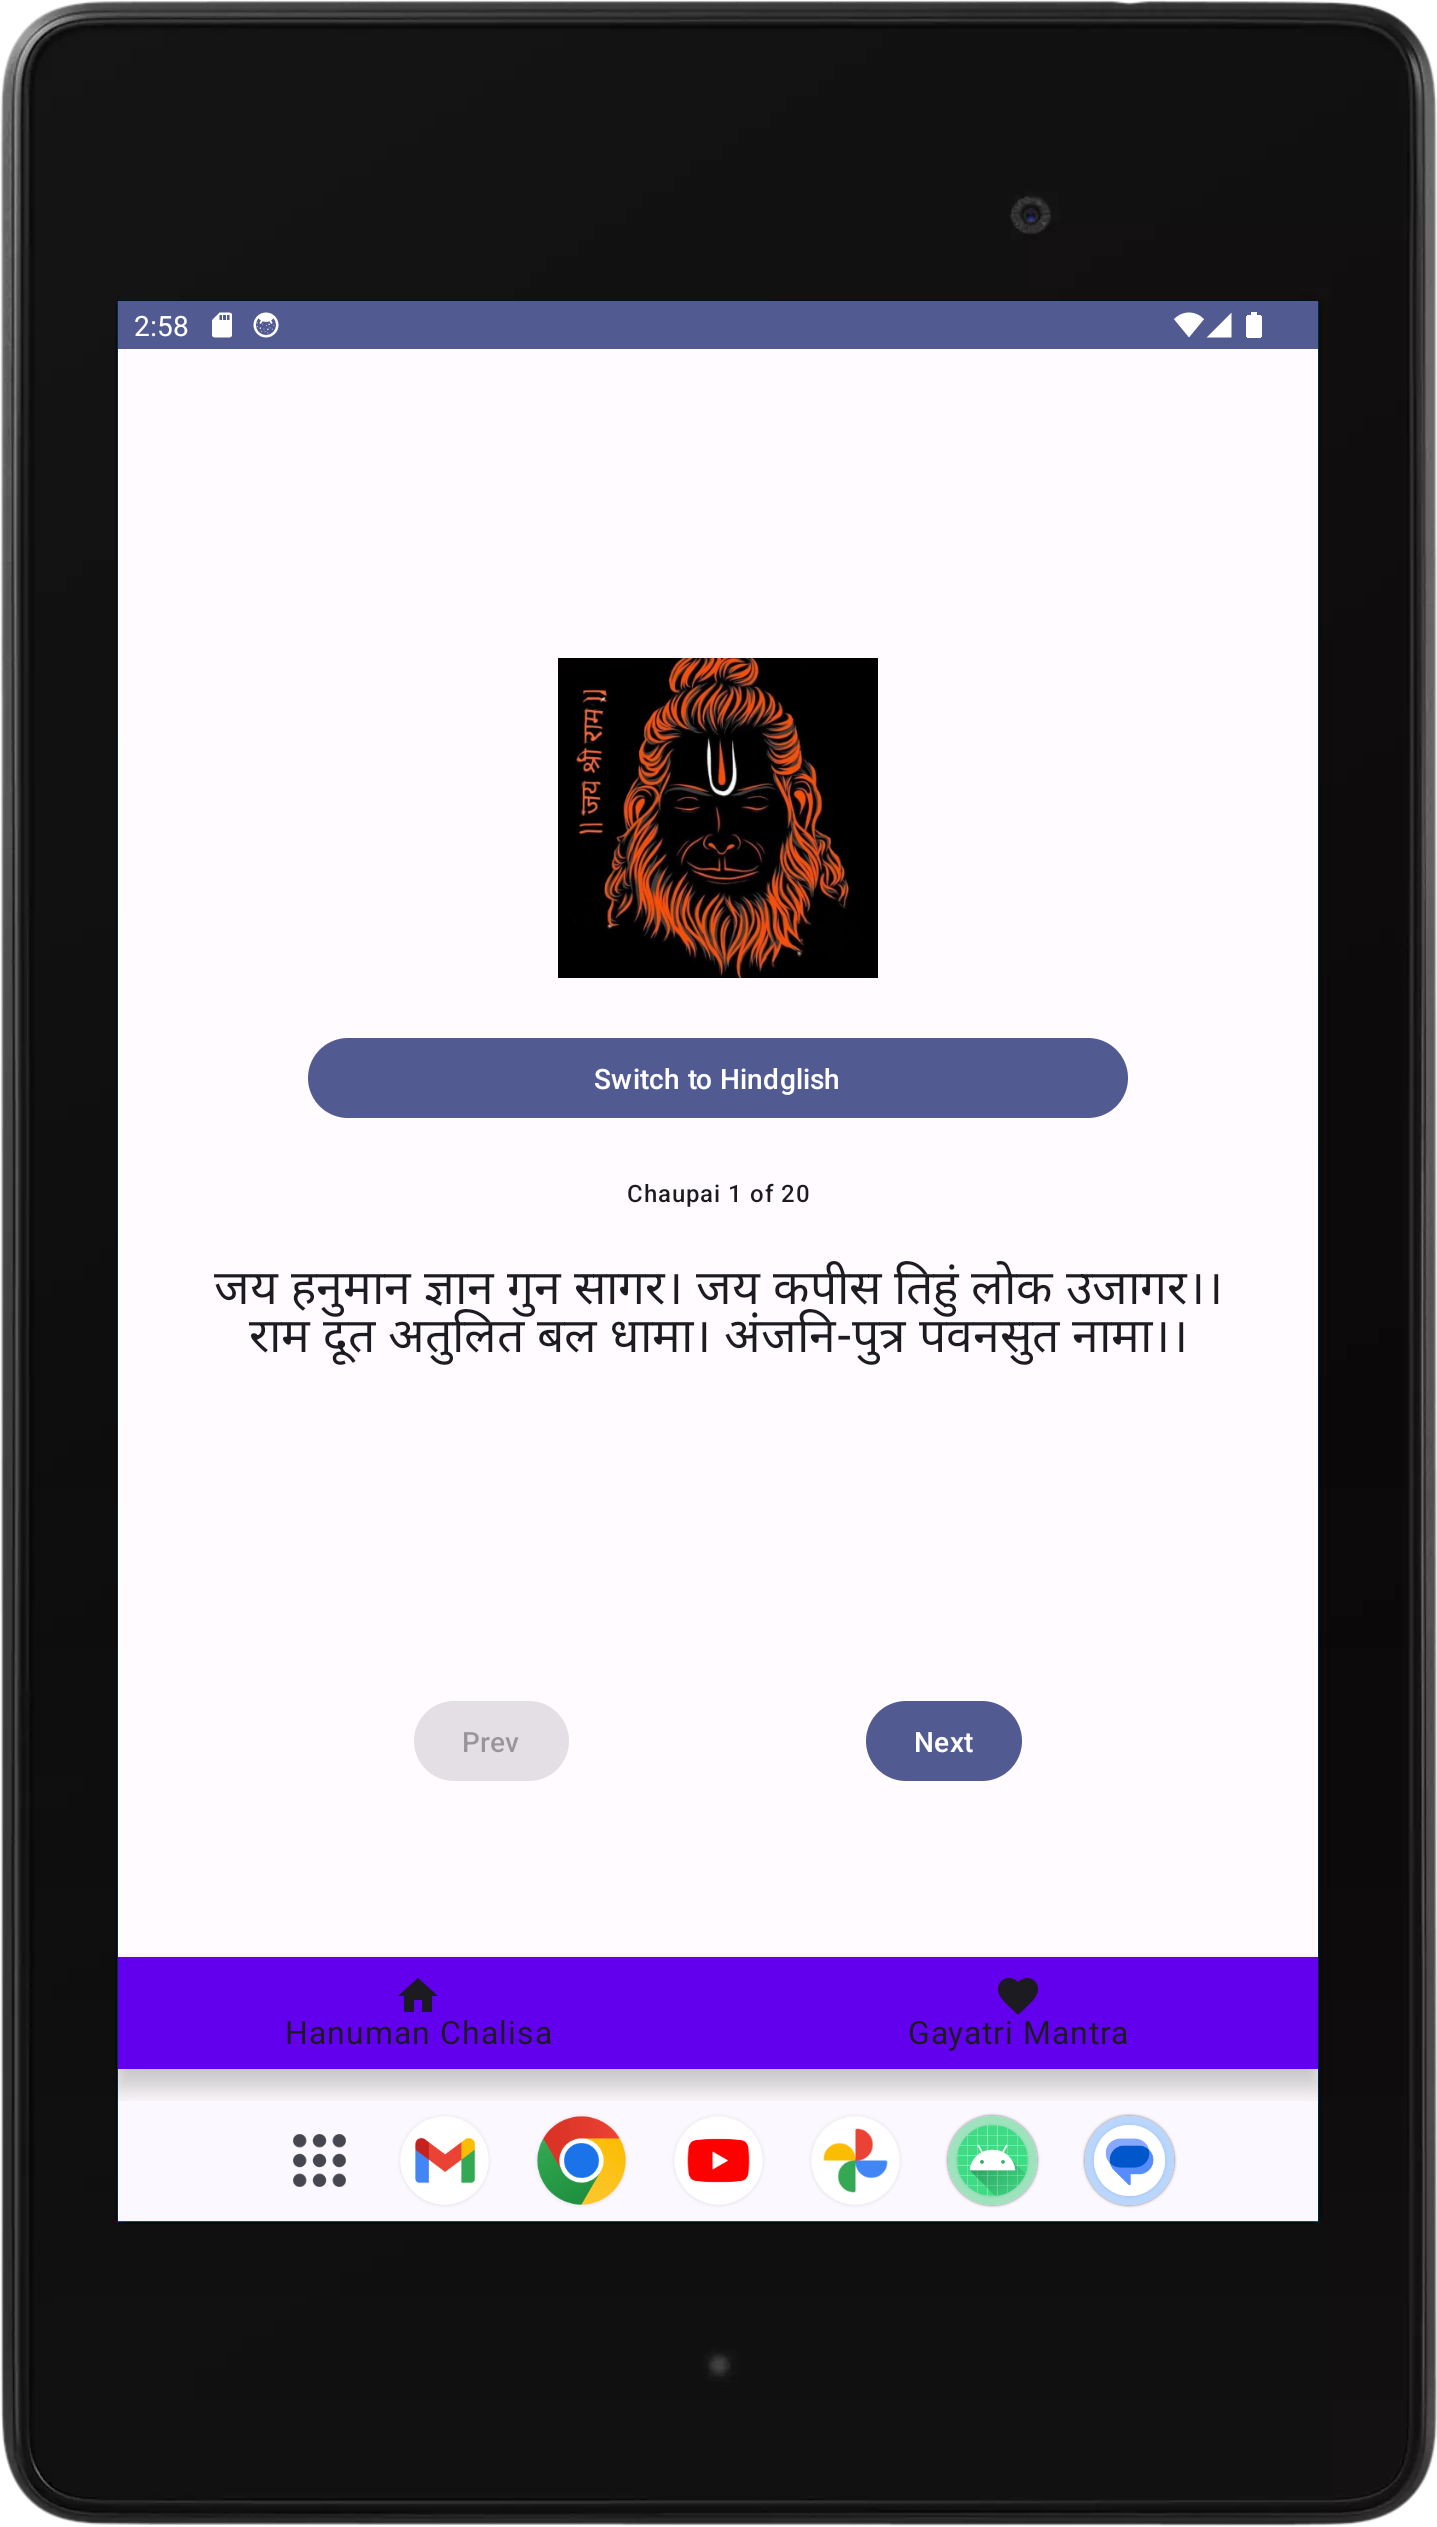 2:58
॥ जय श्री राम ॥
Switch to Hindglish
Chaupai 1 of 20
जय हनुमान ज्ञान गुन सागर। जय कपीस तिहुं लोक उजागर।।
राम दूत अतुलित बल धामा। अंजनि-पुत्र पवनसुत नामा।।
Prev
Next
Hanuman Chalisa
Gayatri Mantra